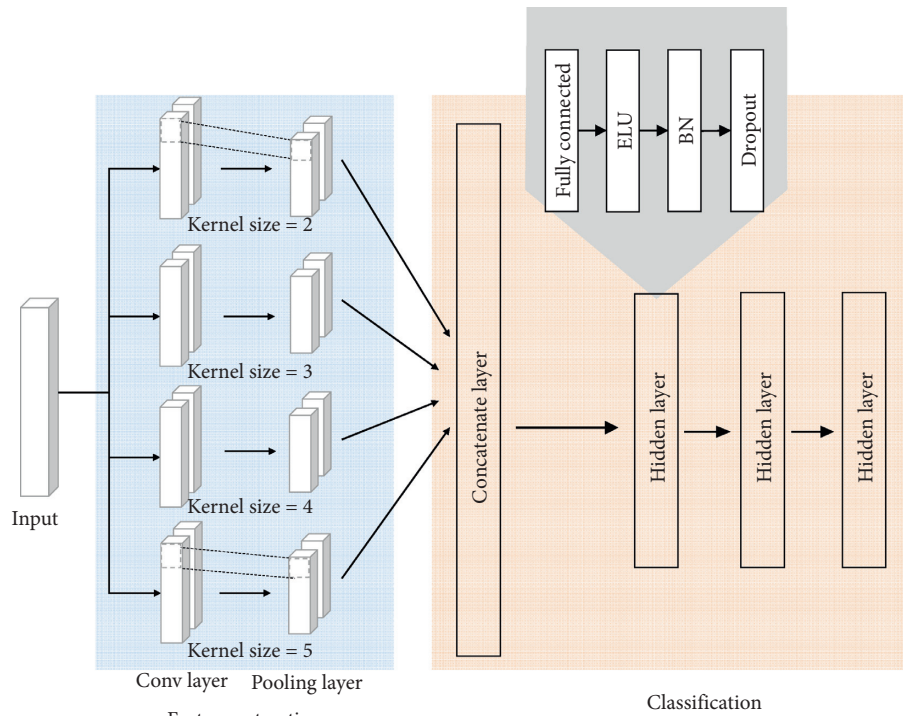 Fully connected
ELU
BN
Dropout
Kernel size = 2
Kernel size = 3
Kernel size = 4
Kernel size = 5
Input
Conv layer
Pooling layer
Concatenate layer
Hidden layer
Hidden layer
Hidden layer
Classification